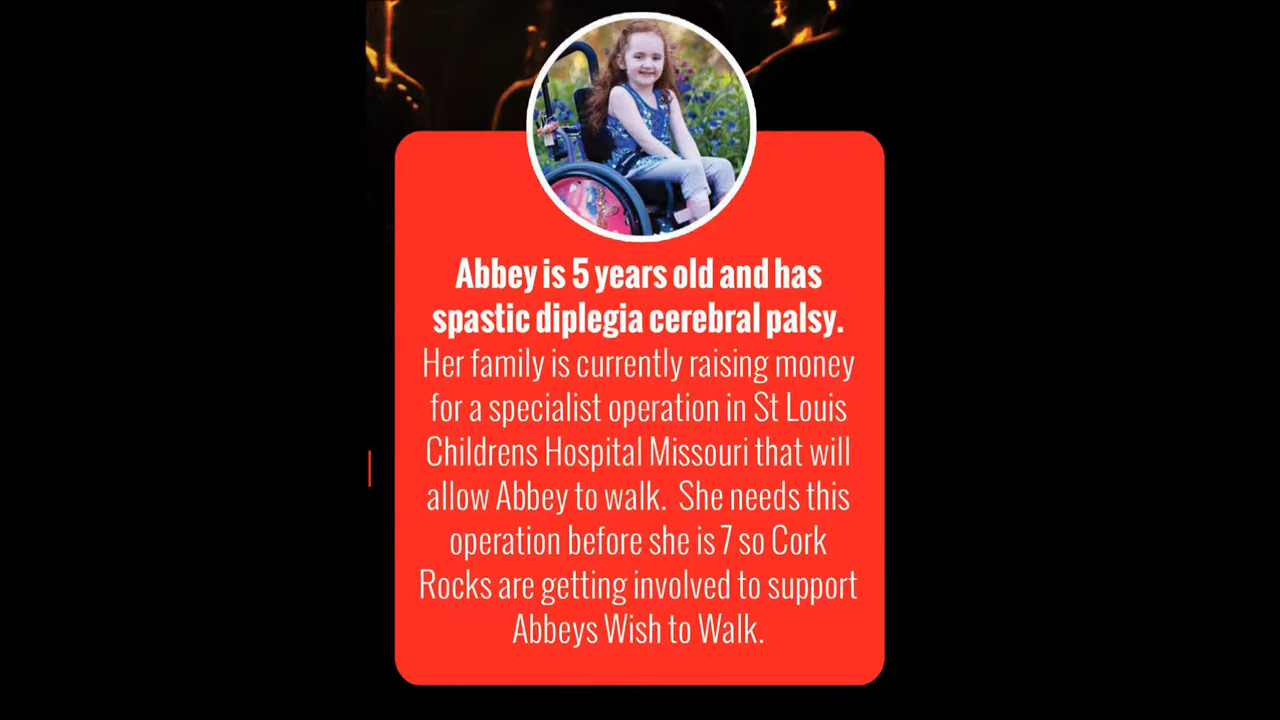 Abbey is 5 years old and has
spastic diplegia cerebral palsy.
Her family is currently raising money
for a specialist operation in St Louis
Childrens Hospital Missouri that will
allow Abbey to walk.  She needs this
operation before she is 7 so Cork
Rocks are getting involved to support
Abbeys Wish to Walk.